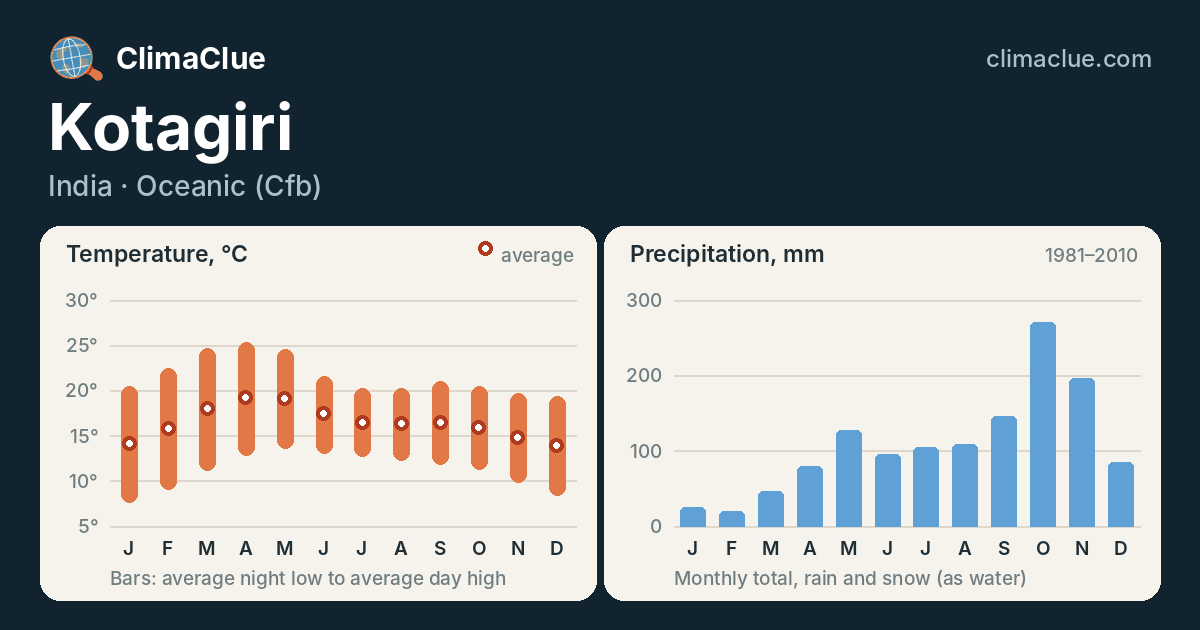 ClimaClue
climaclue.com
Kotagiri
India · Oceanic (Cfb)
Temperature, °C
average
30°
25°
20°
15°
10°
5°
J F M A M J J A S O N D
Bars: average night low to average day high
Precipitation, mm
1981–2010
300
200
100
0
J F M A M J J A S O N D
Monthly total, rain and snow (as water)